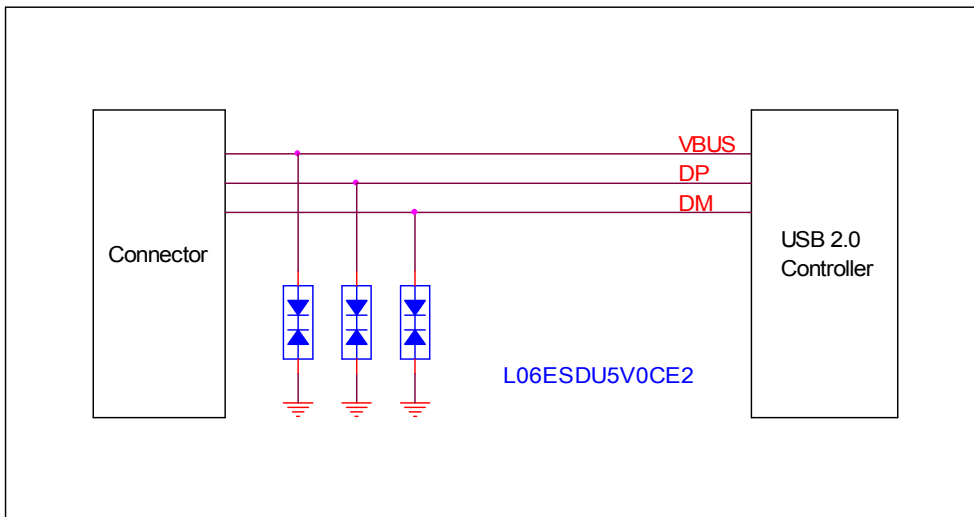 VBUS
DP
DM
Connector
USB 2.0
Controller
L06ESDU5V0CE2